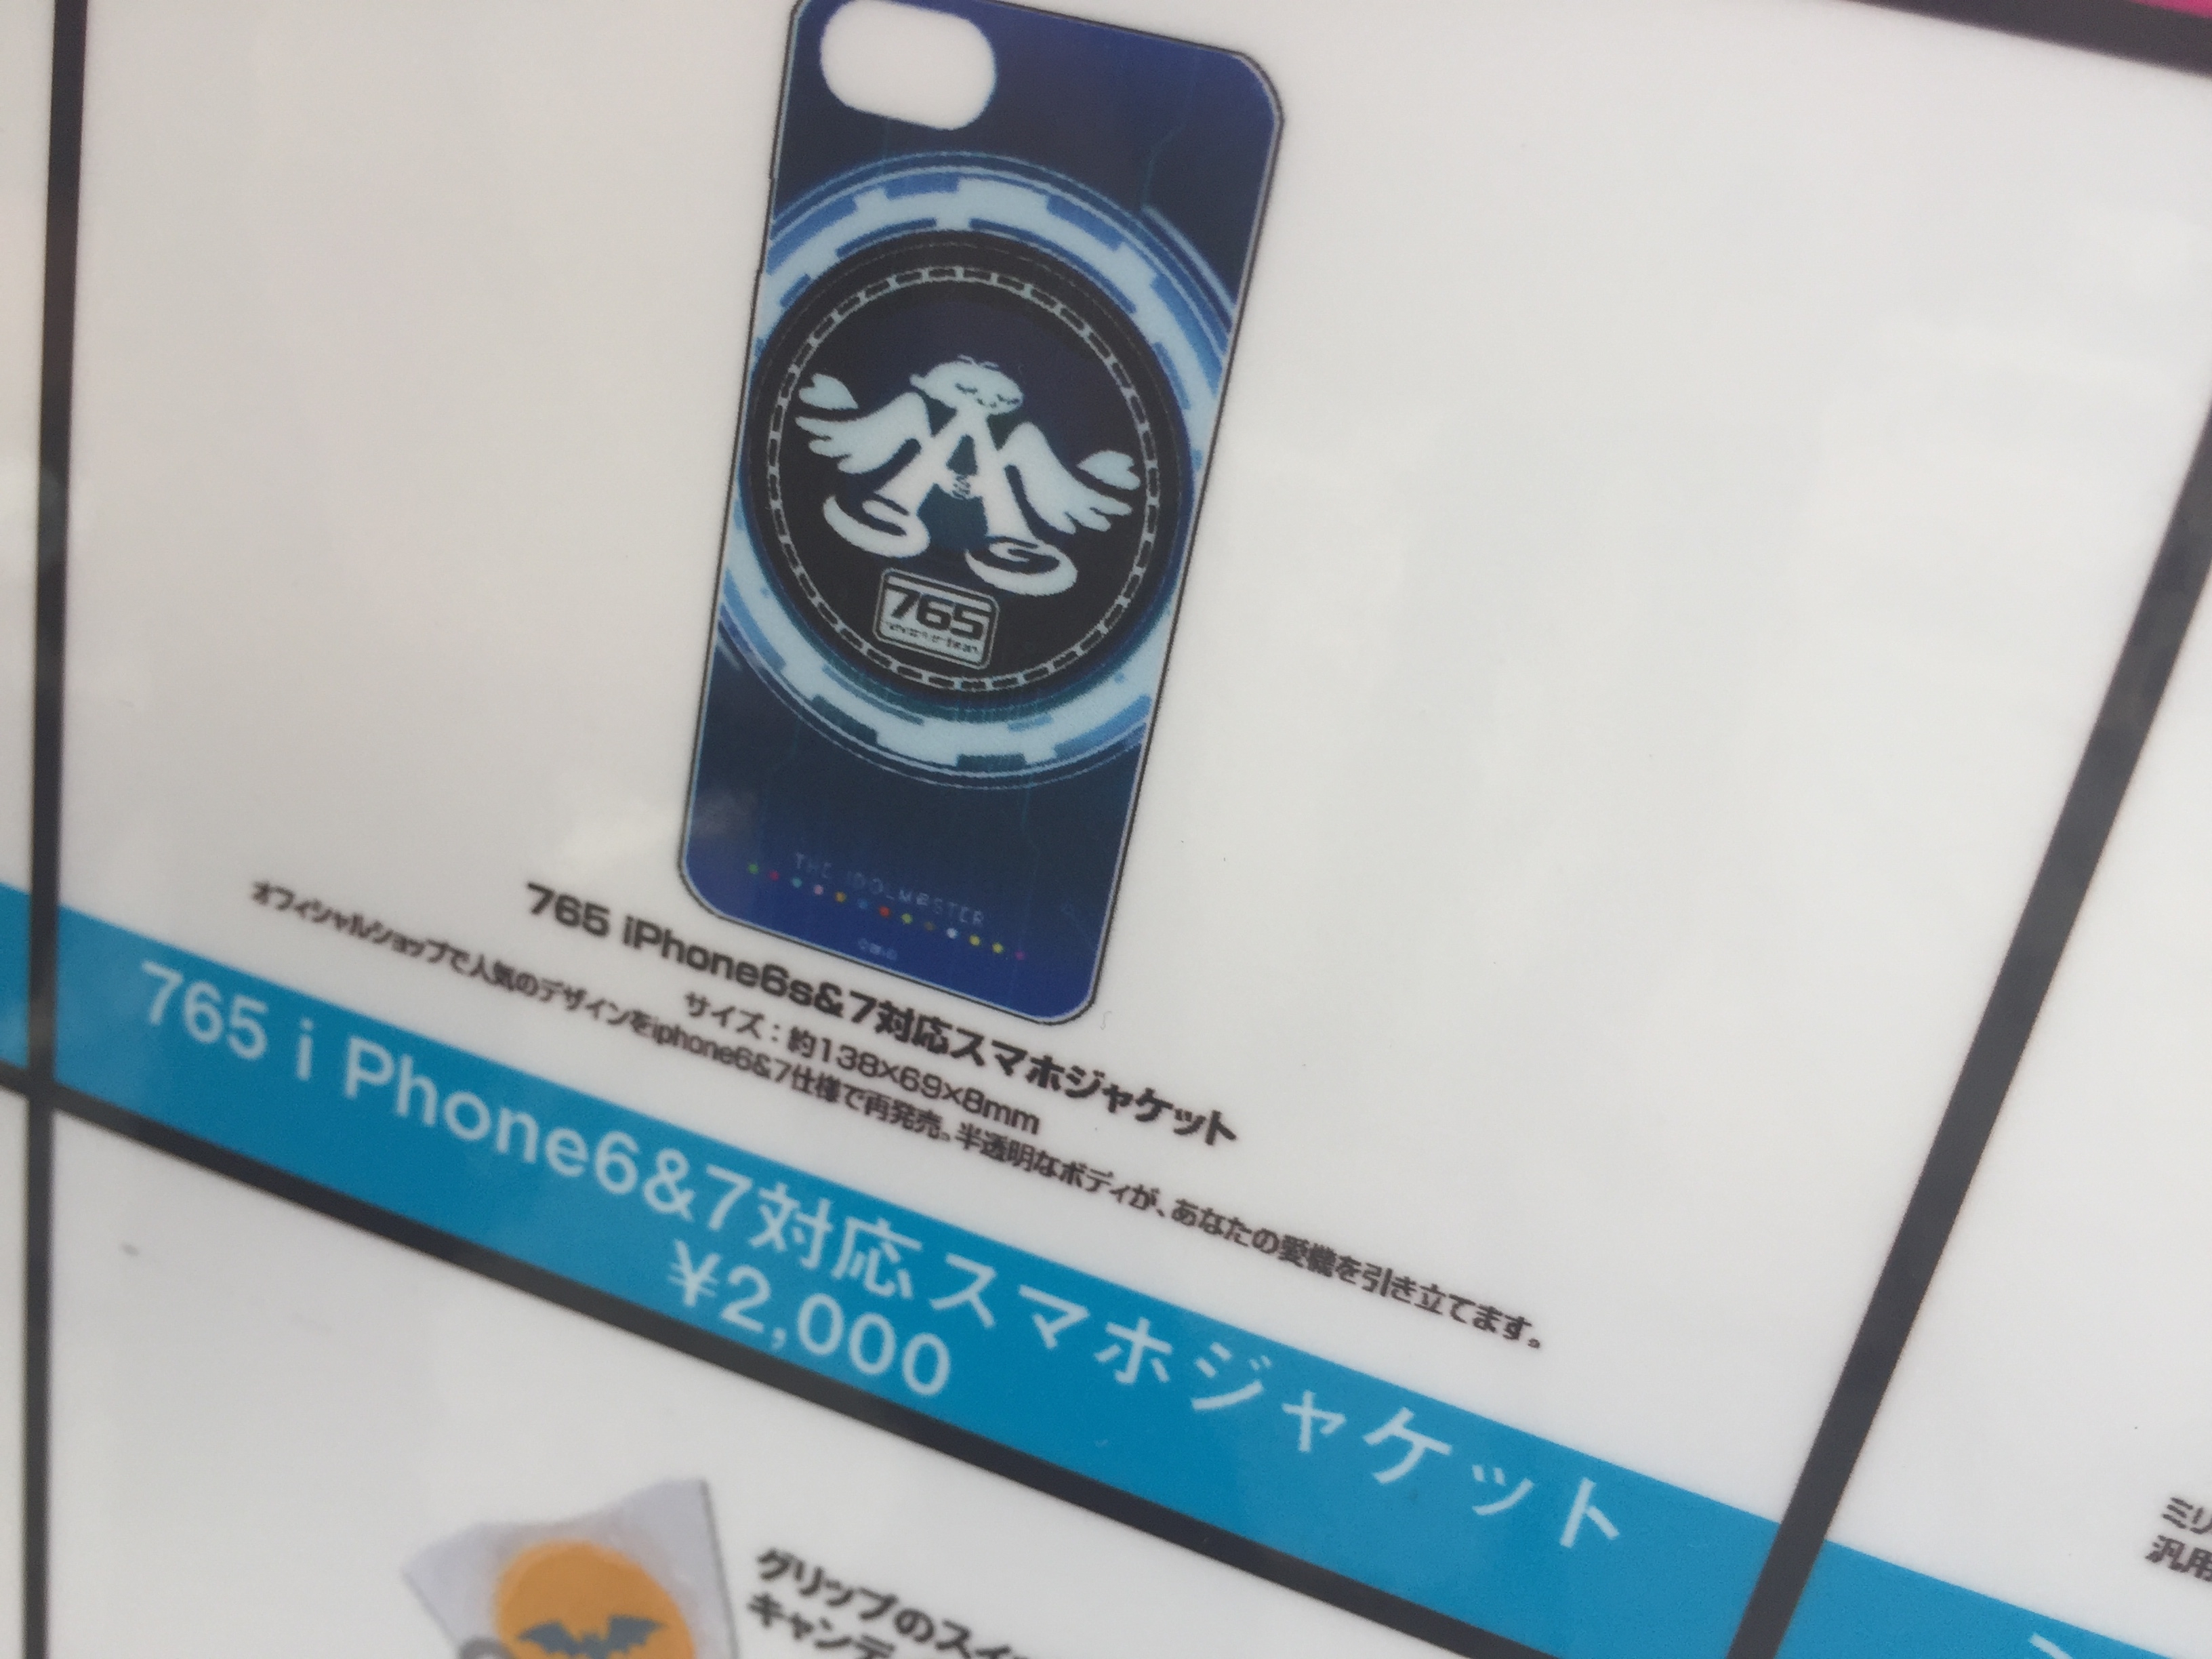 765
THE IDOLM@STER
765 iPhone6s&7対応スマホジャケット
サイズ：約138×69×8mm
オフィシャルショップで人気のデザインをiphone6&7仕様で再発売。半透明なボディが、あなたの愛機を引き立てます。
765 i Phone6&7対応スマホジャケット
¥2,000
グリップのスイ
キャンデ
ミリ
汎用